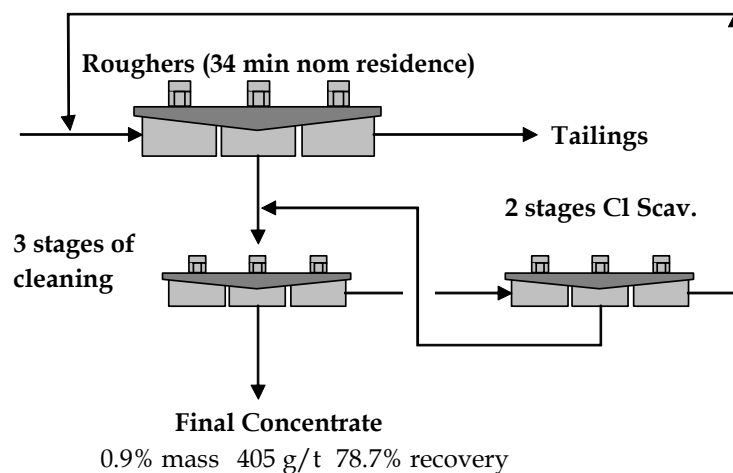 Roughers (34 min nom residence)
Tailings
2 stages Cl Scav.
3 stages of
cleaning
Final Concentrate
0.9% mass 405 g/t 78.7% recovery